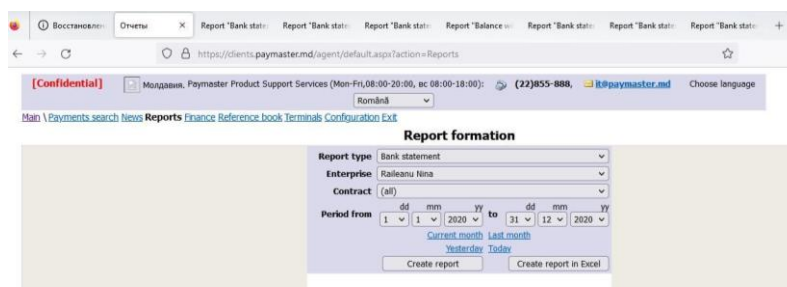 Восстановлен
Отчеты
Report "Bank state
Report "Bank state
Report "Bank state
Report "Balance w
Report "Bank state
Report "Bank state
Report "Bank state
https://clients.paymaster.md/agent/default.aspx?action=Reports
[Confidential] Молдавия, Paymaster Product Support Services (Mon-Fri,08:00-20:00, вс 08:00-18:00): (22)855-888, it@paymaster.md Choose language
Română
Main \ Payments search News Reports Finance Reference book Terminals Configuration Exit
Report formation
Report type Bank statement
Enterprise Raileanu Nina
Contract (all)
dd mm yy dd mm yy
Period from 1 1 2020 to 31 12 2020
Current month Last month
Yesterday Today
Create report Create report in Excel